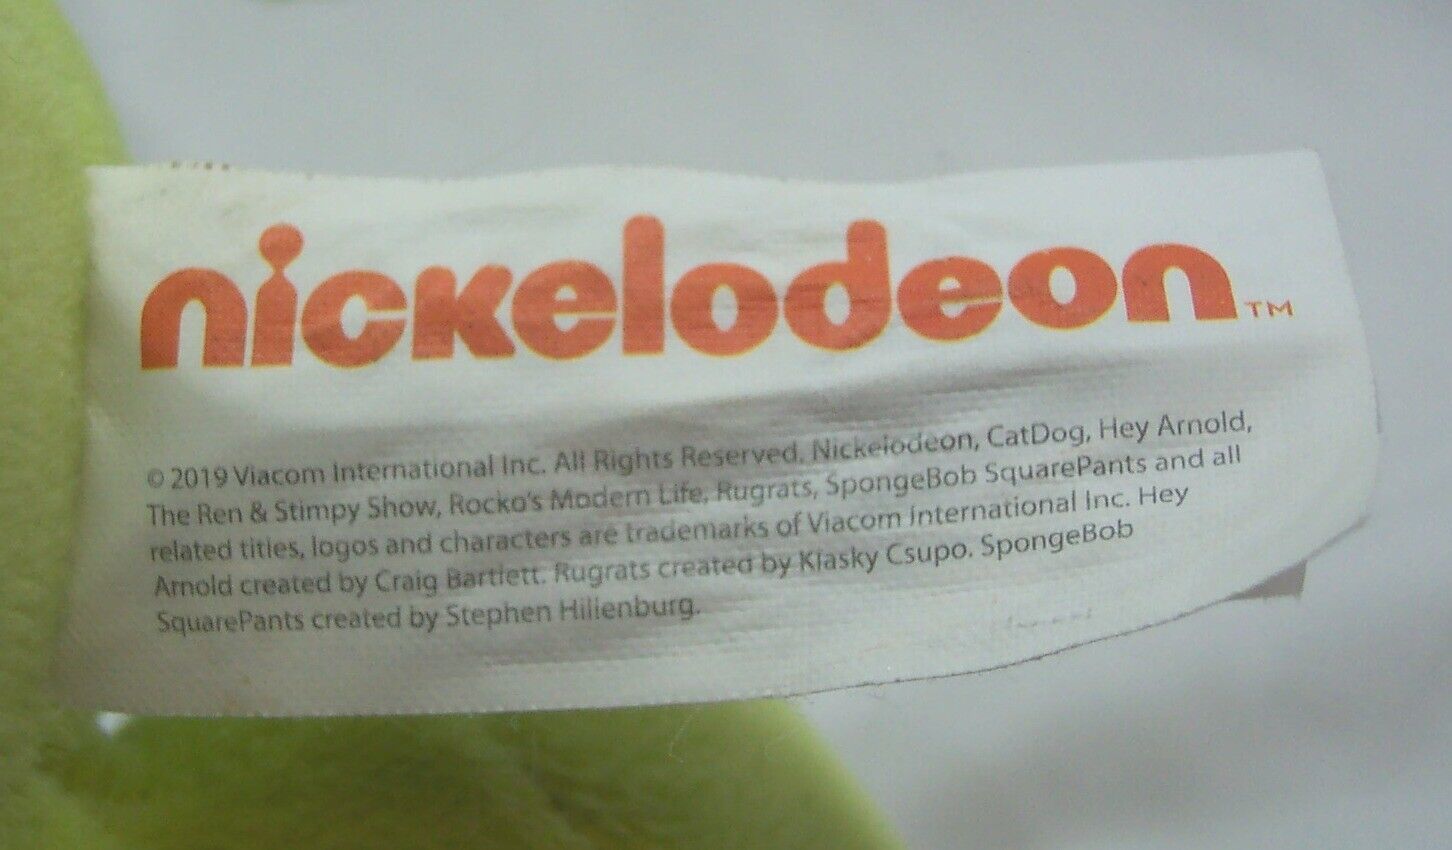 nickelodeon™
© 2019 Viacom International Inc. All Rights Reserved, Nickelodeon, CatDog, Hey Arnold,
The Ren & Stimpy Show, Rocko's Modern Life, Rugrats, SpongeBob SquarePants and all
related titles, logos and characters are trademarks of Viacom International Inc. Hey
Arnold created by Craig Bartlett. Rugrats created by Klasky Csupo. SpongeBob
SquarePants created by Stephen Hillenburg.